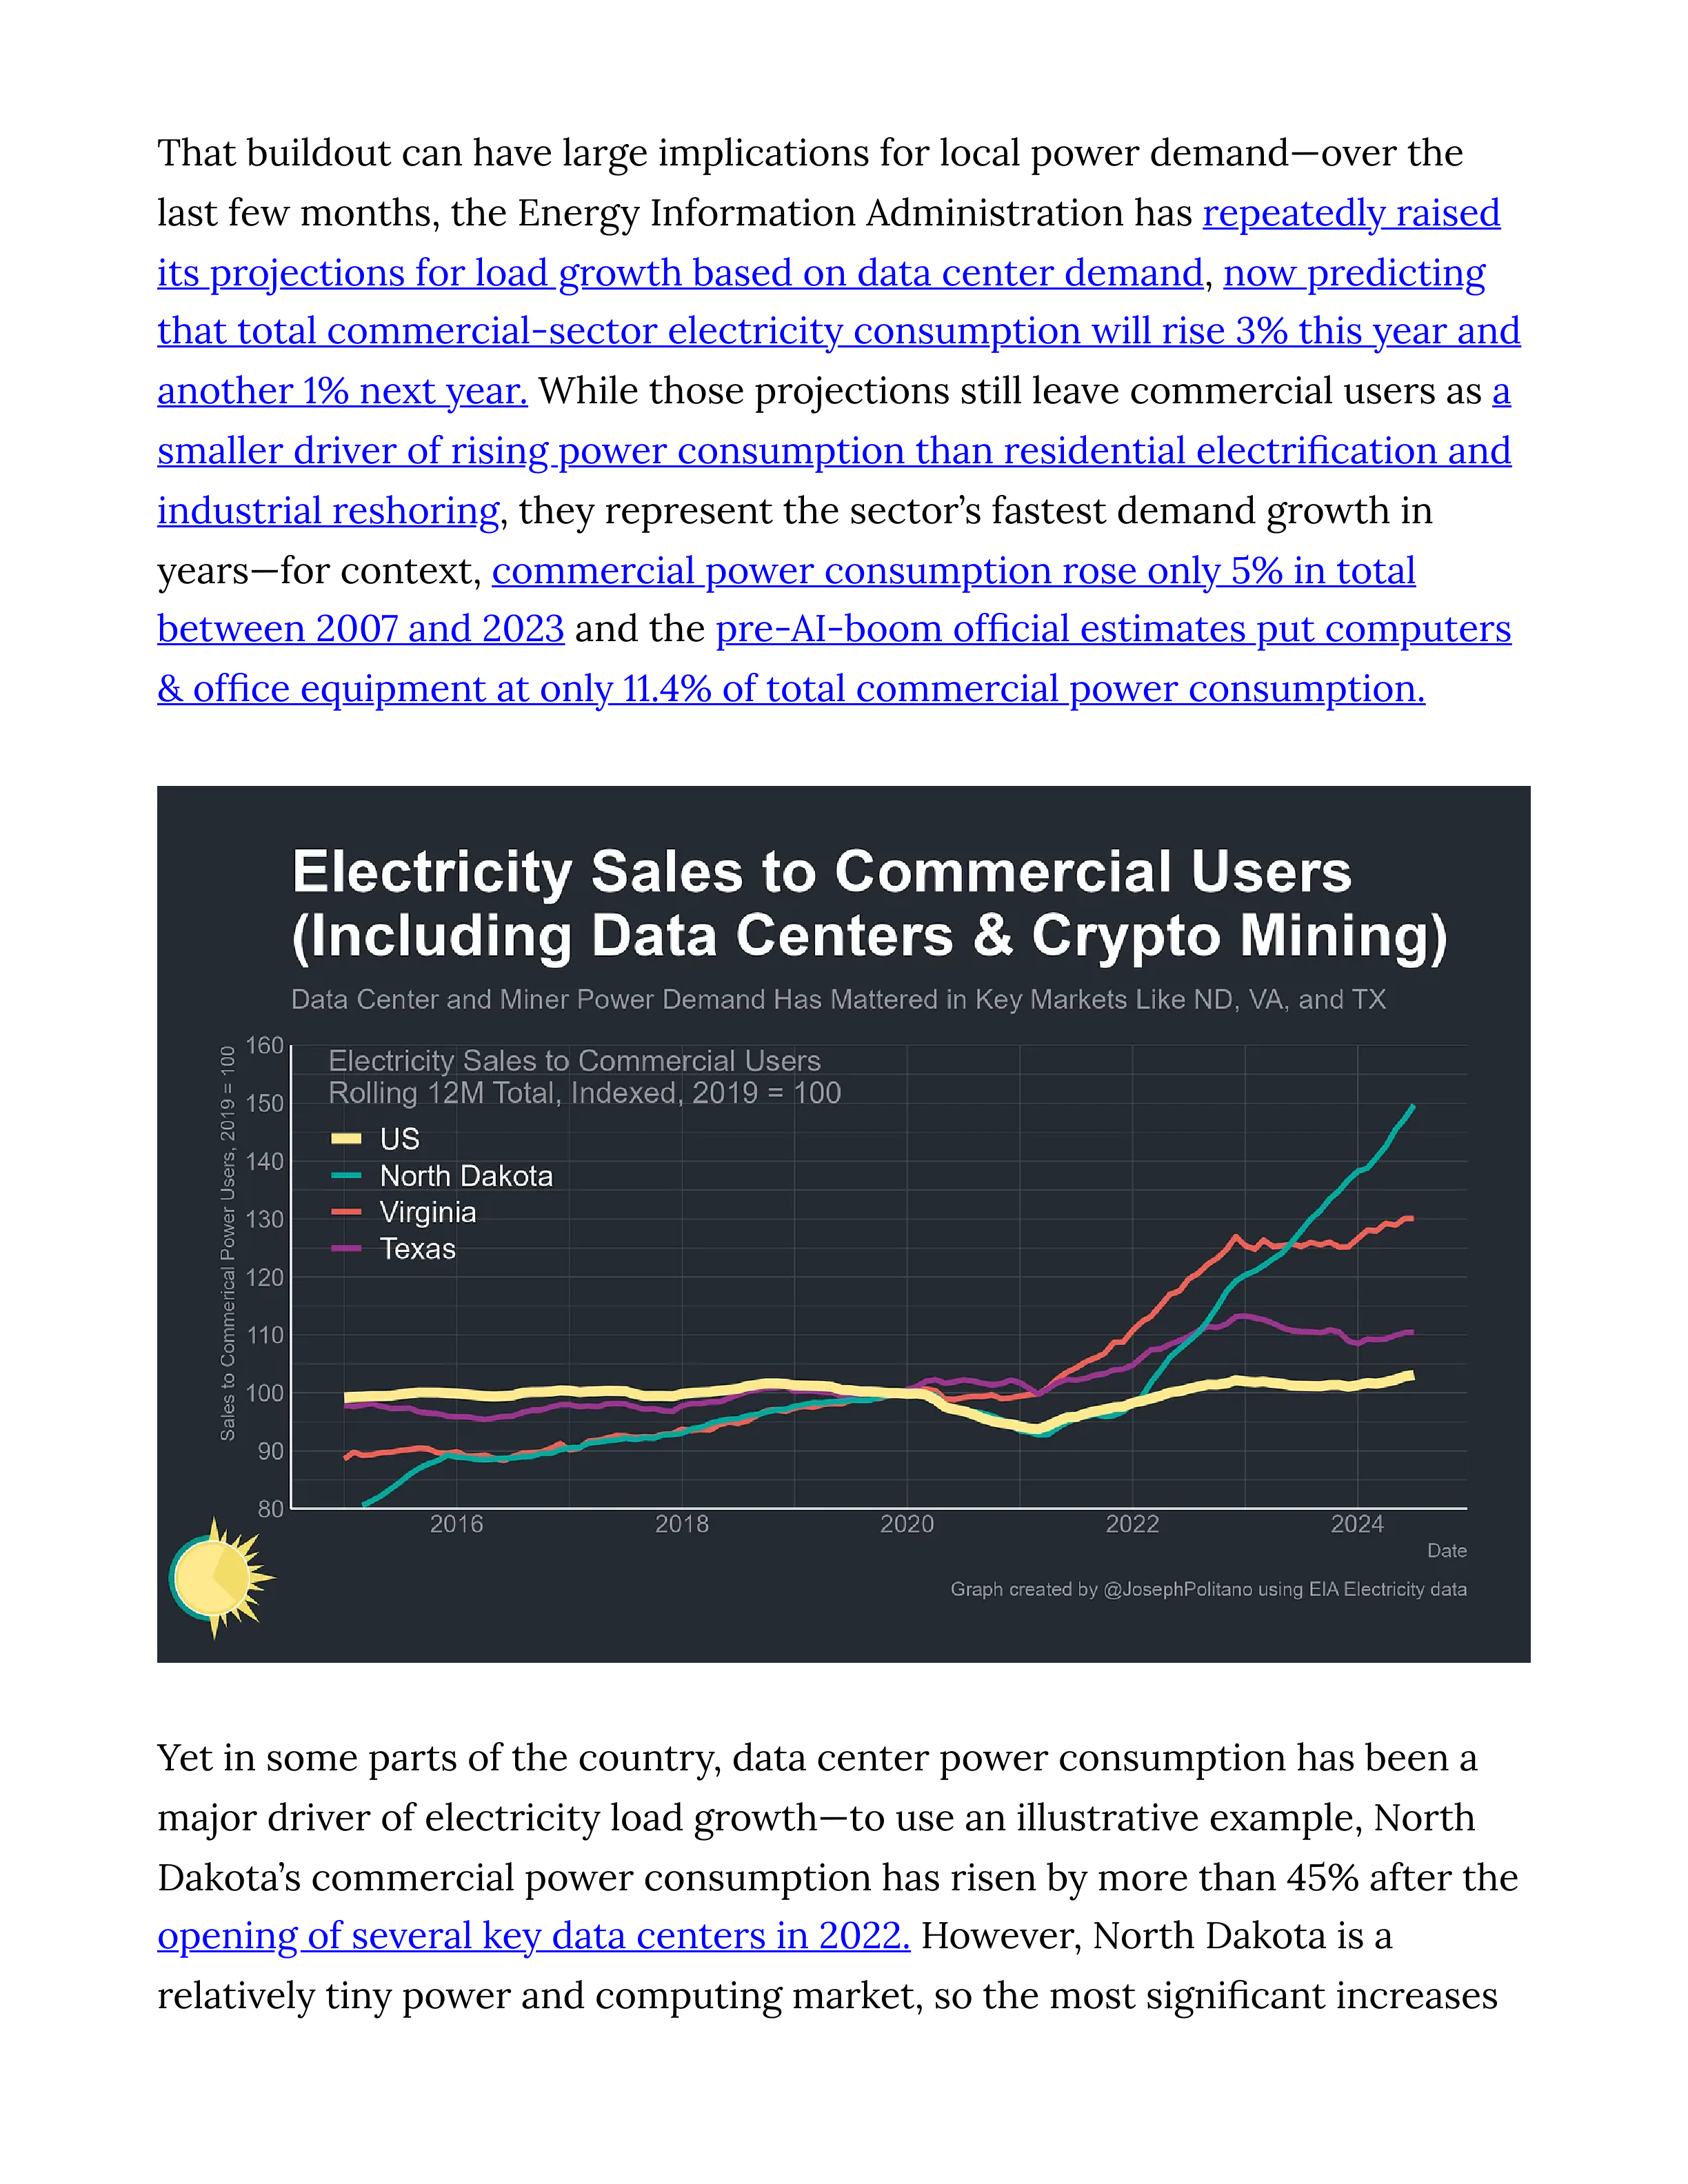 That buildout can have large implications for local power demand—over the
last few months, the Energy Information Administration has repeatedly raised
its projections for load growth based on data center demand, now predicting
that total commercial-sector electricity consumption will rise 3% this year and
another 1% next year. While those projections still leave commercial users as a
smaller driver of rising power consumption than residential electrification and
industrial reshoring, they represent the sector’s fastest demand growth in
years—for context, commercial power consumption rose only 5% in total
between 2007 and 2023 and the pre-AI-boom official estimates put computers
& office equipment at only 11.4% of total commercial power consumption.
Electricity Sales to Commercial Users
(Including Data Centers & Crypto Mining)
Data Center and Miner Power Demand Has Mattered in Key Markets Like ND, VA, and TX
Sales to Commerical Power Users, 2019 = 100
160
150
140
130
120
110
100
90
80
Electricity Sales to Commercial Users
Rolling 12M Total, Indexed, 2019 = 100
US
North Dakota
Virginia
Texas
2016 2018 2020 2022 2024
Date
Graph created by @JosephPolitano using EIA Electricity data
Yet in some parts of the country, data center power consumption has been a
major driver of electricity load growth—to use an illustrative example, North
Dakota’s commercial power consumption has risen by more than 45% after the
opening of several key data centers in 2022. However, North Dakota is a
relatively tiny power and computing market, so the most significant increases